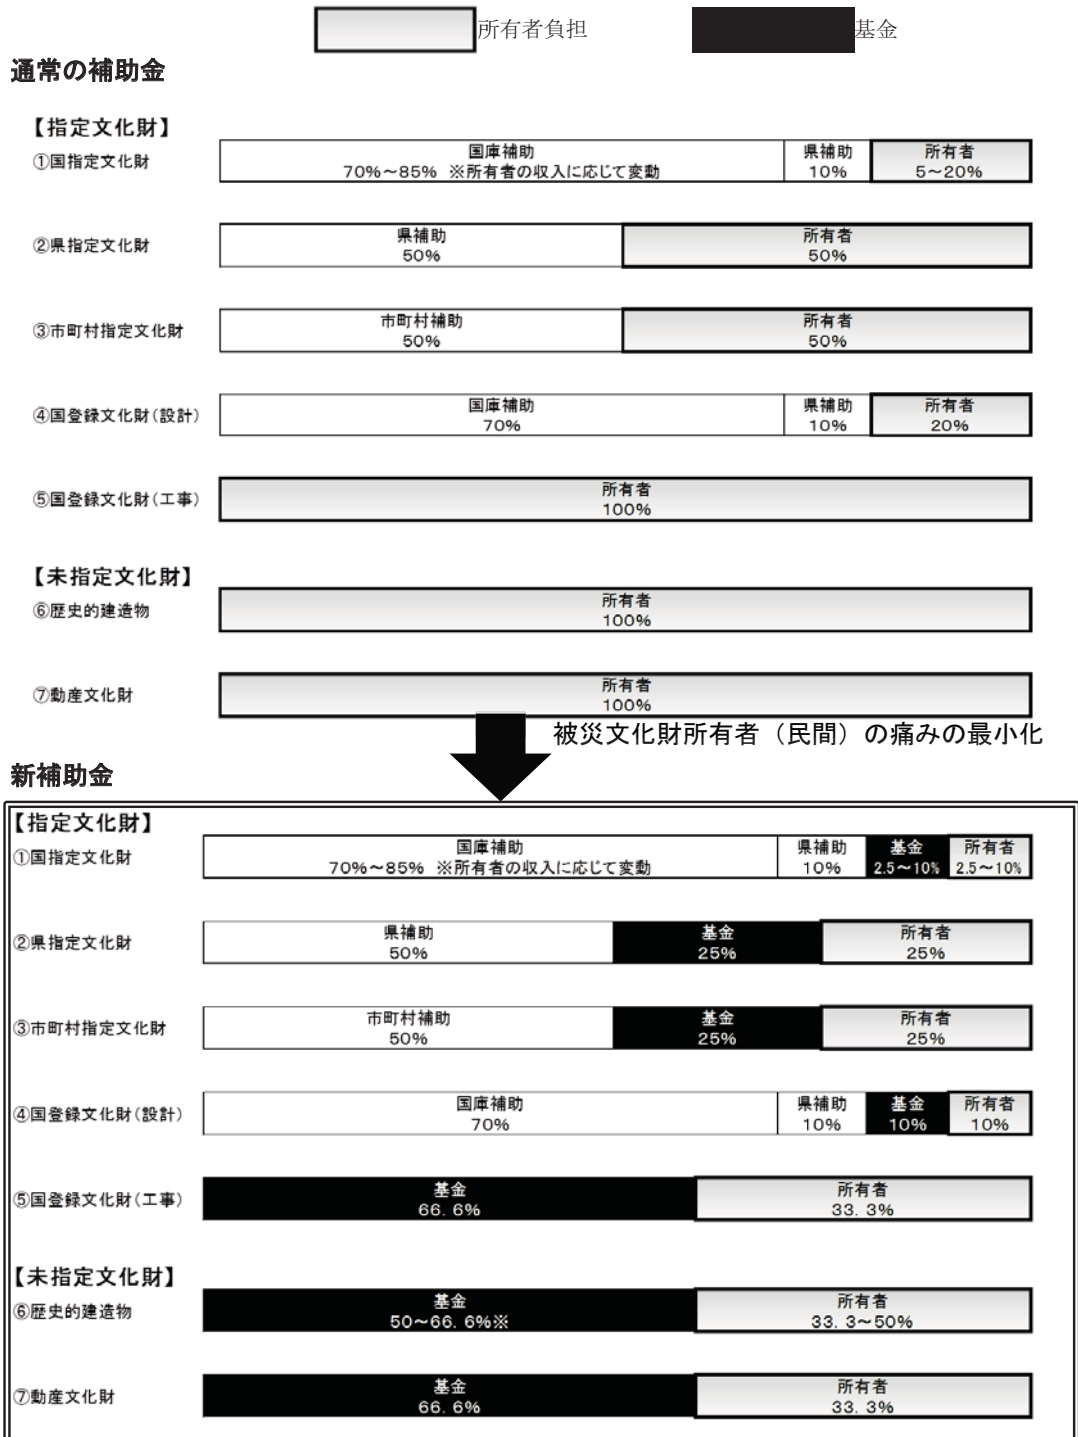 所有者負担 基金
通常の補助金
【指定文化財】
①国指定文化財
国庫補助 県補助 所有者
70%～85% ※所有者の収入に応じて変動 10% 5～20%
②県指定文化財
県補助 所有者
50% 50%
③市町村指定文化財
市町村補助 所有者
50% 50%
④国登録文化財(設計)
国庫補助 県補助 所有者
70% 10% 20%
⑤国登録文化財(工事)
所有者
100%
【未指定文化財】
⑥歴史的建造物
所有者
100%
⑦動産文化財
所有者
100%
被災文化財所有者（民間）の痛みの最小化
新補助金
【指定文化財】
①国指定文化財
国庫補助 県補助 基金 所有者
70%～85% ※所有者の収入に応じて変動 10% 2.5～10% 2.5～10%
②県指定文化財
県補助 基金 所有者
50% 25% 25%
③市町村指定文化財
市町村補助 基金 所有者
50% 25% 25%
④国登録文化財(設計)
国庫補助 県補助 基金 所有者
70% 10% 10% 10%
⑤国登録文化財(工事)
基金 所有者
66.6% 33.3%
【未指定文化財】
⑥歴史的建造物
基金 所有者
50～66.6%※ 33.3～50%
⑦動産文化財
基金 所有者
66.6% 33.3%